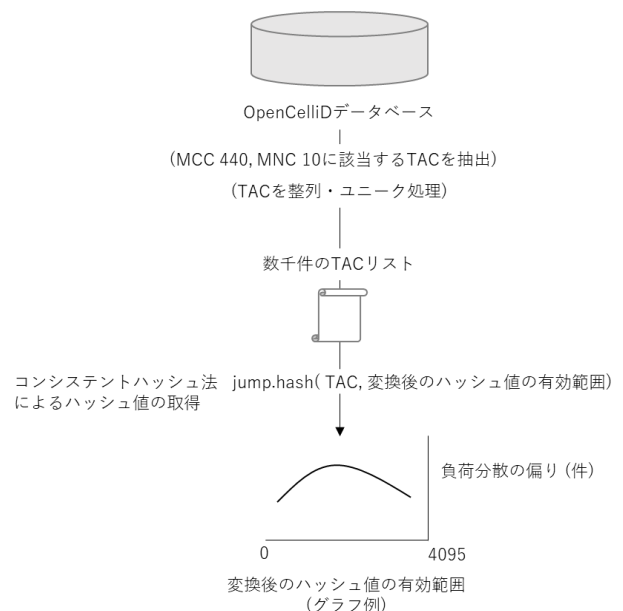 OpenCelliDデータベース
(MCC 440, MNC 10に該当するTACを抽出)
(TACを整列・ユニーク処理)
数千件のTACリスト
コンシステントハッシュ法
によるハッシュ値の取得
jump.hash( TAC, 変換後のハッシュ値の有効範囲)
負荷分散の偏り (件)
0
4095
変換後のハッシュ値の有効範囲
(グラフ例)